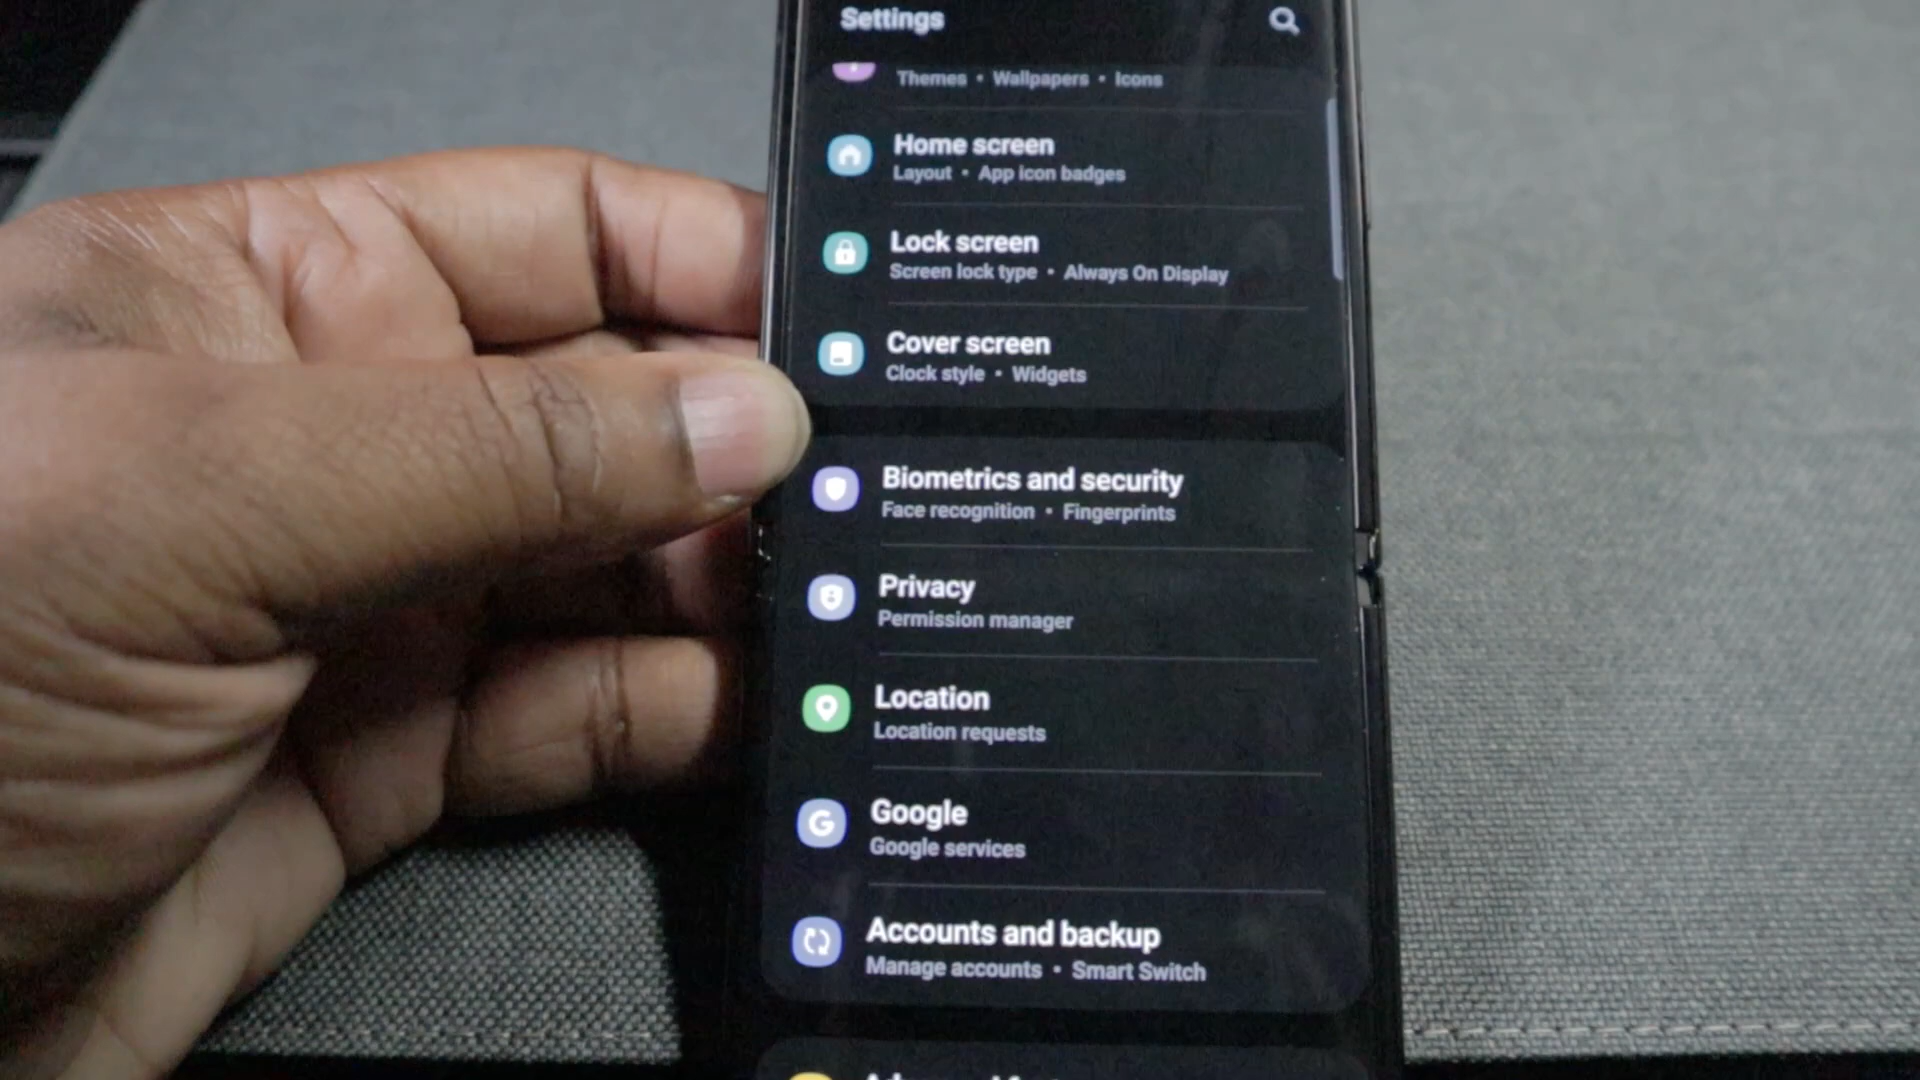 Settings
Themes • Wallpapers • Icons
Home screen
Layout • App icon badges
Lock screen
Screen lock type • Always On Display
Cover screen
Clock style • Widgets
Biometrics and security
Face recognition • Fingerprints
Privacy
Permission manager
Location
Location requests
Google
G
Google services
Accounts and backup
Manage accounts • Smart Switch